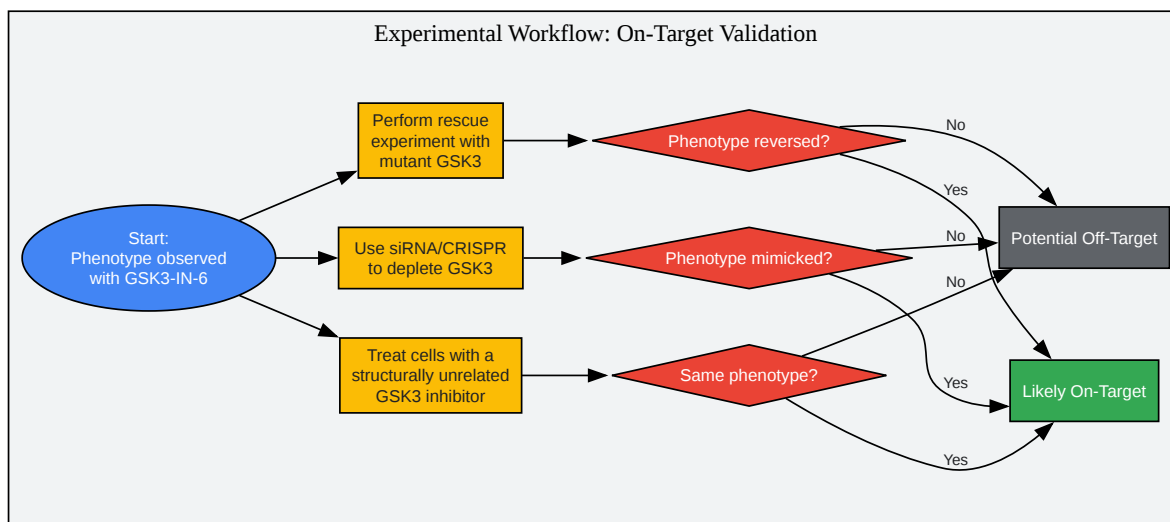 Experimental Workflow: On-Target Validation
Start:
Phenotype observed
with GSK3-IN-6
Perform rescue
experiment with
mutant GSK3
Phenotype reversed?
No
Yes
Use siRNA/CRISPR
to deplete GSK3
Phenotype mimicked?
No
Yes
Treat cells with a
structurally unrelated
GSK3 inhibitor
Same phenotype?
No
Yes
Potential Off-Target
Likely On-Target